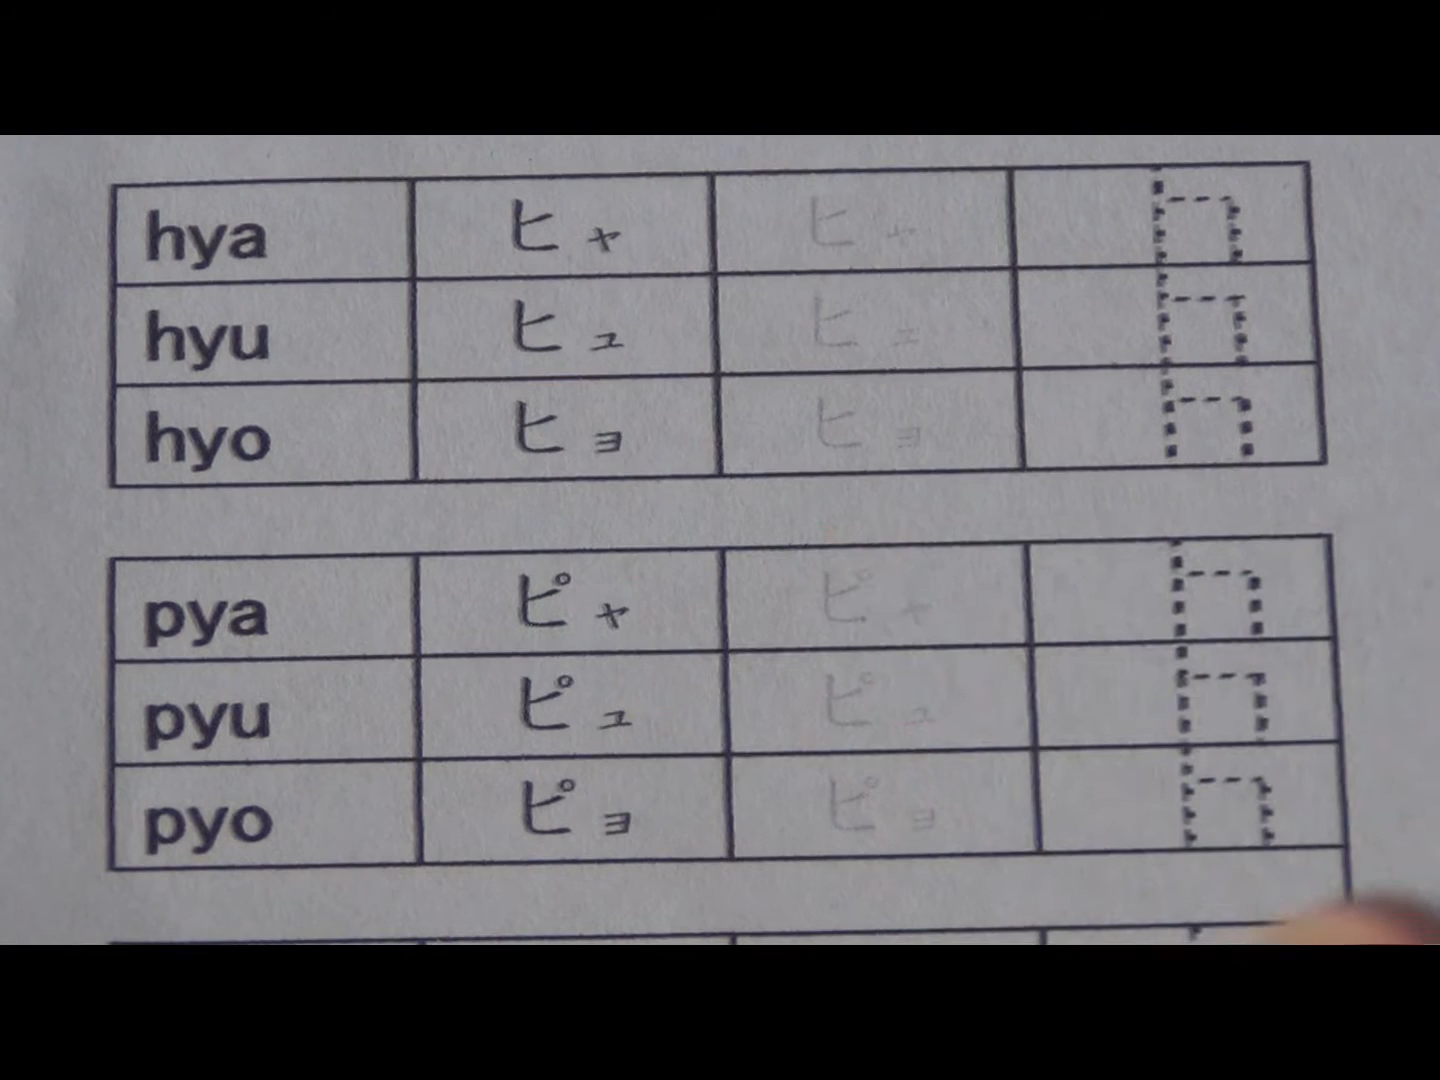 hya ヒャ ヒャ
hyu ヒュ ヒュ
hyo ヒョ ヒョ
pya ピャ ピャ
pyu ピュ ピュ
pyo ピョ ピョ